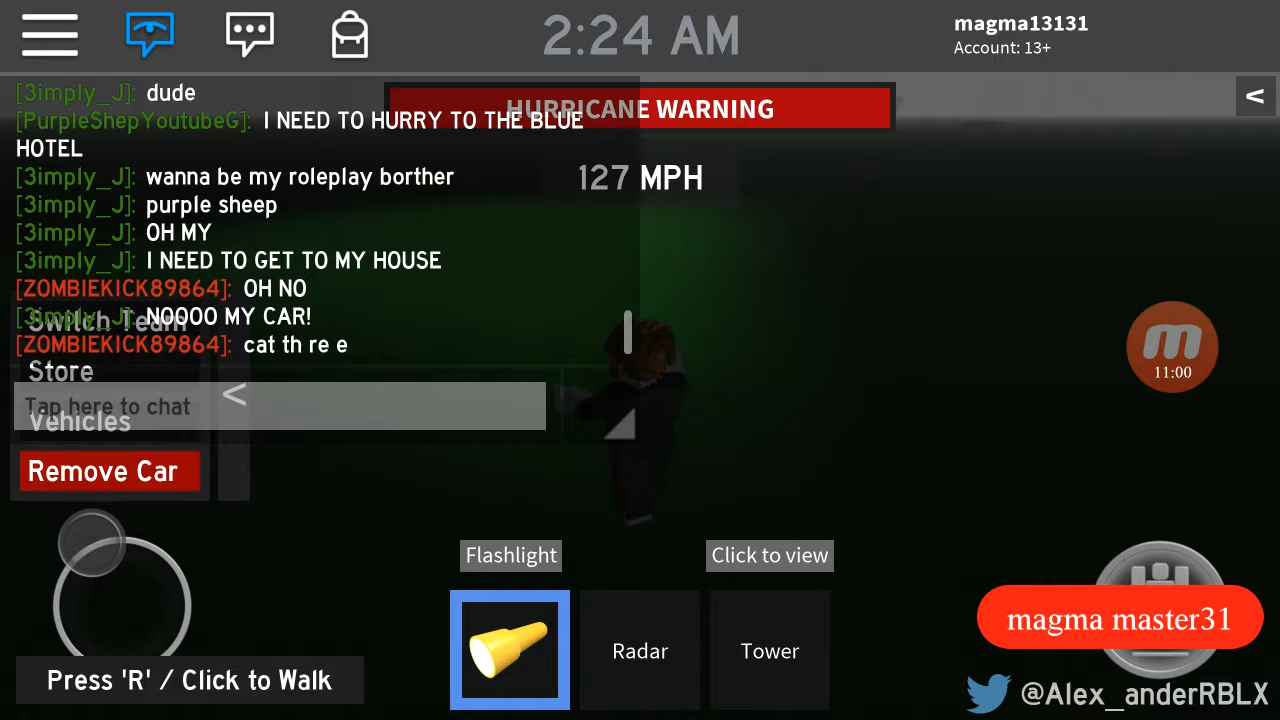 2:24 AM
magma13131
Account: 13+
[3imply_J]: dude
HURRICANE WARNING
<
[PurpleShepYoutubeG]: I NEED TO HURRY TO THE BLUE
HOTEL
127 MPH
[3imply_J]: wanna be my roleplay borther
[3imply_J]: purple sheep
[3imply_J]: OH MY
[3imply_J]: I NEED TO GET TO MY HOUSE
[ZOMBIEKICK89864]: OH NO
[3imply_J]: NOOOO MY CAR!
Switch Team
[ZOMBIEKICK89864]: cat th re e
11:00
Store
Tap here to chat
<
Vehicles
Remove Car
Flashlight
Click to view
Radar
Tower
magma master31
Press 'R' / Click to Walk
@Alex_anderRBLX